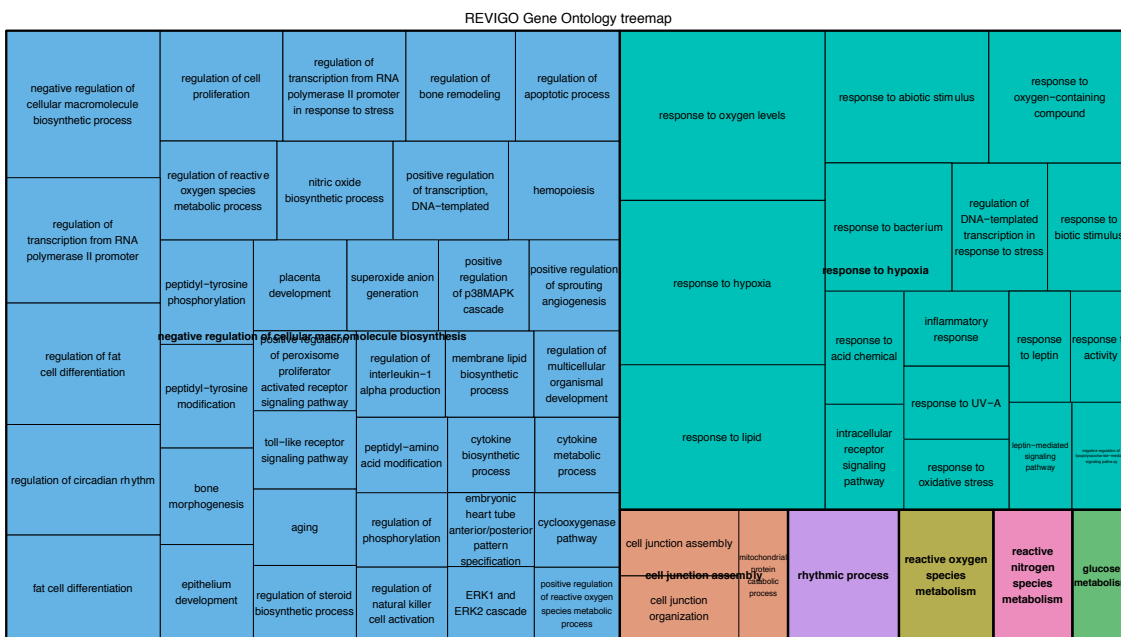 REVIGO Gene Ontology treemap
negative regulation of
cellular macromolecule
biosynthetic process
regulation of cell
proliferation
regulation of
transcription from RNA
polymerase II promoter
in response to stress
regulation of
bone remodeling
regulation of
apoptotic process
regulation of reactive
oxygen species
metabolic process
nitric oxide
biosynthetic process
positive regulation
of transcription,
DNA−templated
hemopoiesis
regulation of
transcription from RNA
polymerase II promoter
peptidyl−tyrosine
phosphorylation
placenta
development
superoxide anion
generation
positive
regulation
of p38MAPK
cascade
positive regulation
of sprouting
angiogenesis
negative regulation of cellular macromolecule biosynthesis
regulation of fat
cell differentiation
peptidyl−tyrosine
modification
positive regulation
of peroxisome
proliferator
activated receptor
signaling pathway
regulation of
interleukin−1
alpha production
membrane lipid
biosynthetic
process
regulation of
multicellular
organismal
development
toll−like receptor
signaling pathway
peptidyl−amino
acid modification
cytokine
biosynthetic
process
cytokine
metabolic
process
regulation of circadian rhythm
bone
morphogenesis
aging
regulation of
phosphorylation
embryonic
heart tube
anterior/posterior
pattern
specification
cyclooxygenase
pathway
fat cell differentiation
epithelium
development
regulation of steroid
biosynthetic process
regulation of
natural killer
cell activation
ERK1 and
ERK2 cascade
positive regulation
of reactive oxygen
species metabolic
process
response to oxygen levels
response to abiotic stimulus
response to
oxygen−containing
compound
response to hypoxia
response to bacterium
regulation of
DNA−templated
transcription in
response to stress
response to
biotic stimulus
response to hypoxia
response to lipid
response to
acid chemical
inflammatory
response
response
to leptin
response
activity
response to UV−A
intracellular
receptor
signaling
pathway
response to
oxidative stress
leptin−mediated
signaling
pathway
negative regulation of
signaling pathway
cell junction assembly
cell junction assembly
cell junction
organization
mitochondrial
protein
catabolic
process
rhythmic process
reactive oxygen
species
metabolism
reactive
nitrogen
species
metabolism
glucose
metabolism